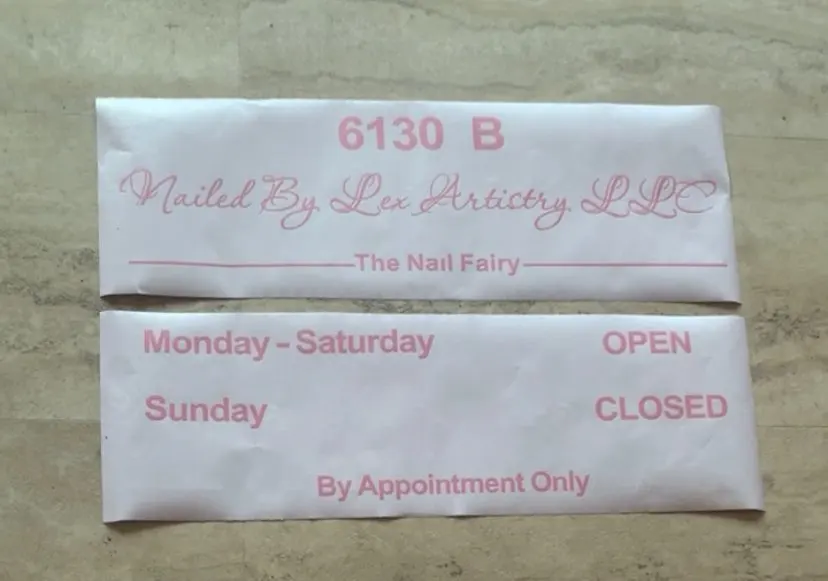 6130 B
Nailed By Lex Artistry LLC
The Nail Fairy
Monday - Saturday OPEN
Sunday CLOSED
By Appointment Only